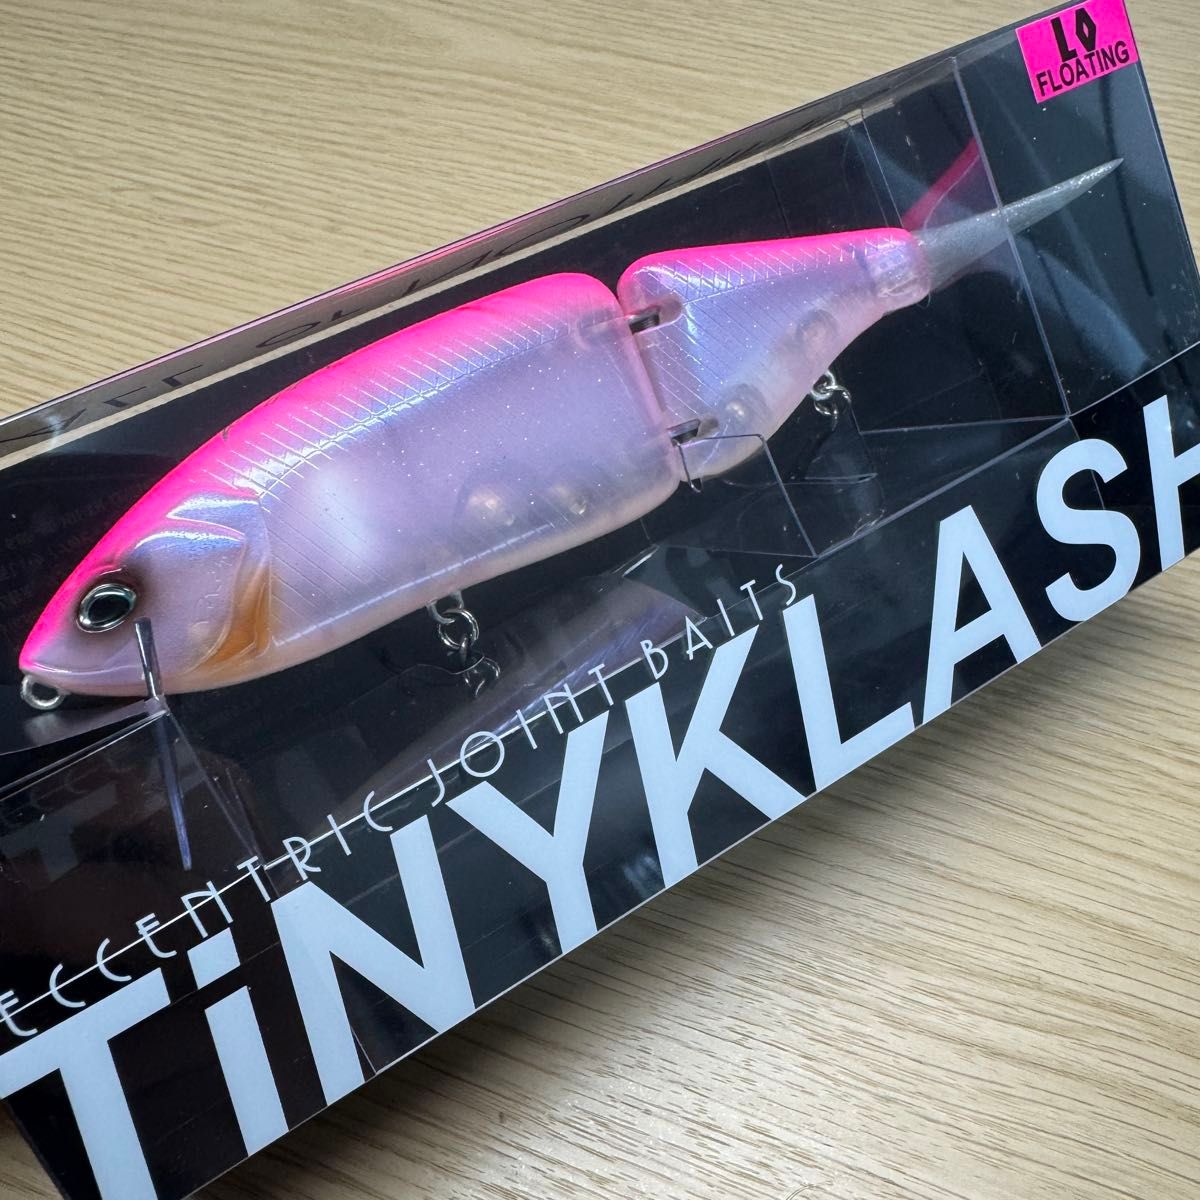 LO
FLOATING
ECCENTRIC JOINT BAITS
TiNYKLASH